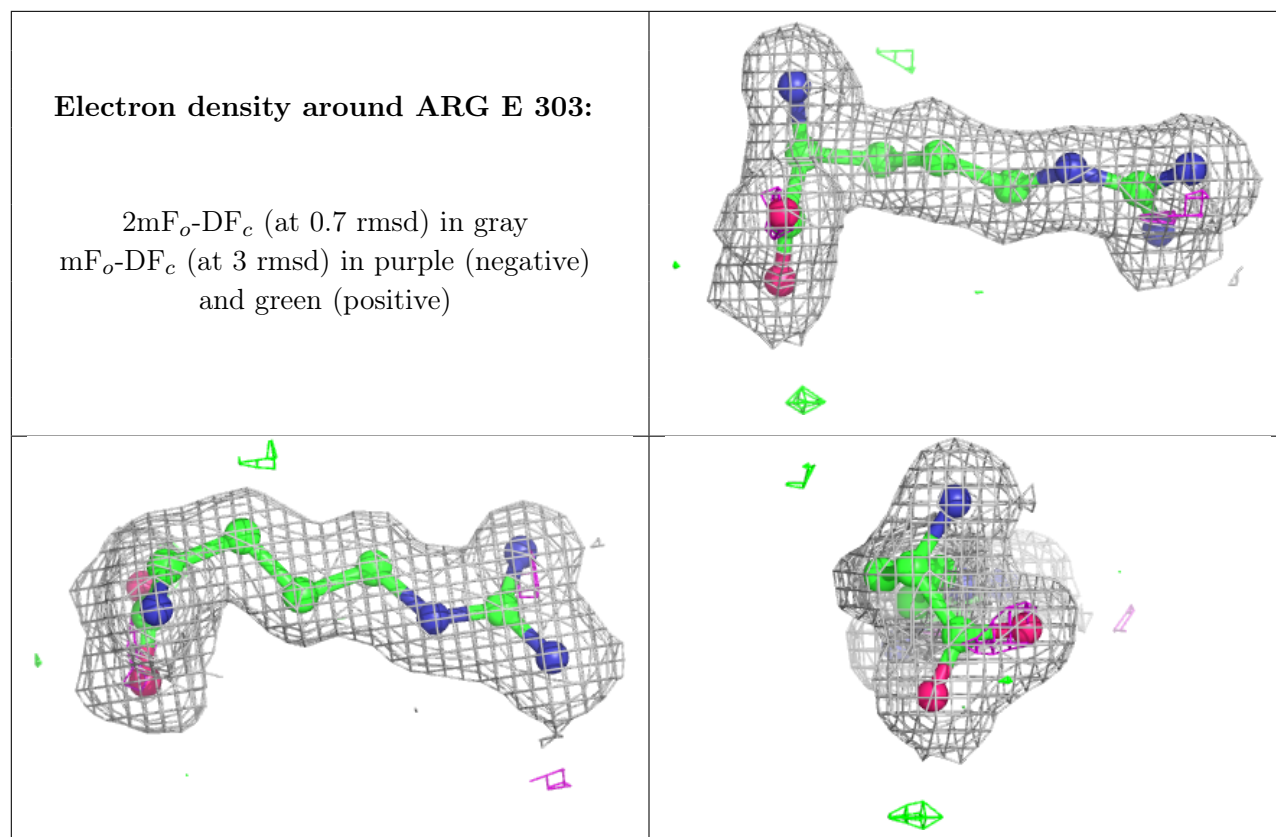 Electron density around ARG E 303:
2mFo-DFc (at 0.7 rmsd) in gray
mFo-DFc (at 3 rmsd) in purple (negative)
and green (positive)